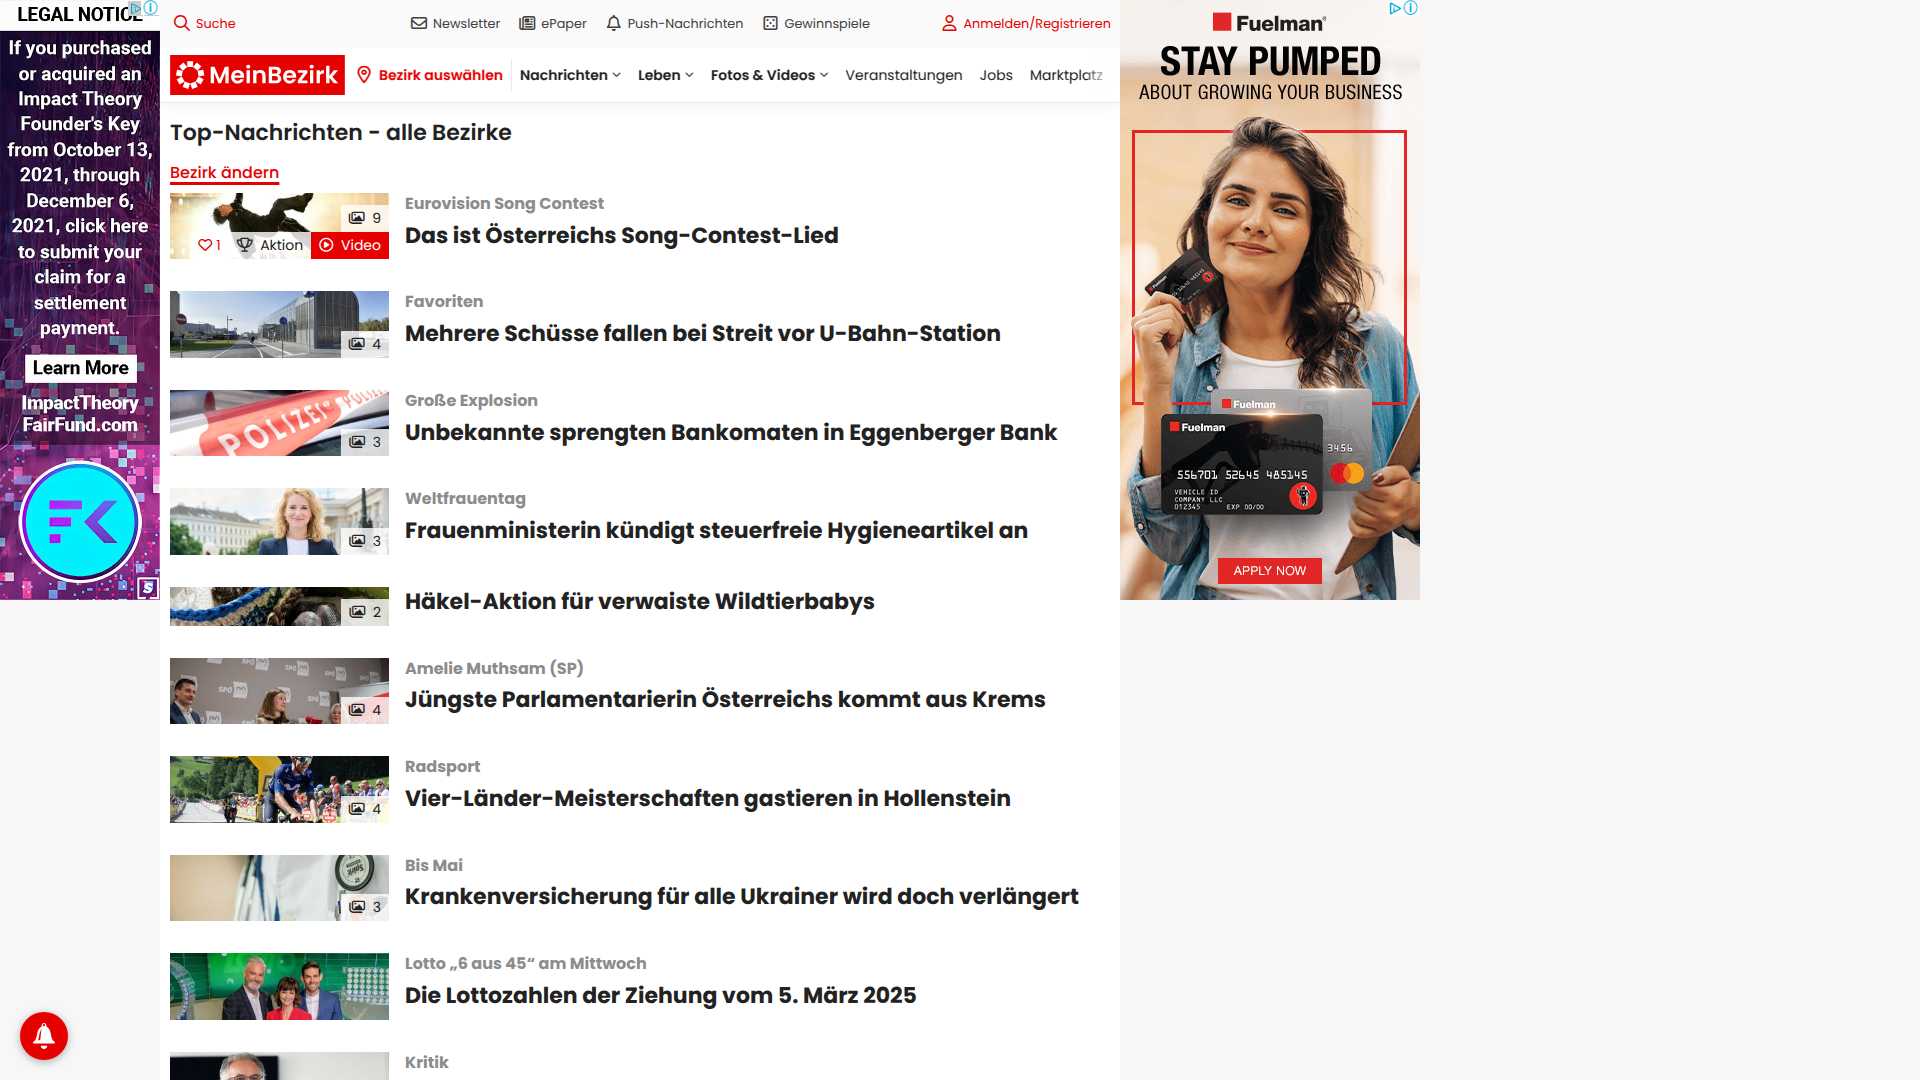 LEGAL NOTICE
If you purchased
or acquired an
Impact Theory
Founder's Key
from October 13,
2021, through
December 6,
2021, click here
to submit your
claim for a
settlement
payment.
Learn More
ImpactTheory
FairFund.com
Suche
Newsletter
ePaper
Push-Nachrichten
Gewinnspiele
Anmelden/Registrieren
MeinBezirk
Bezirk auswählen
Nachrichten
Leben
Fotos & Videos
Veranstaltungen
Jobs
Marktplatz
Top-Nachrichten - alle Bezirke
Bezirk ändern
9
1
Aktion
Video
Eurovision Song Contest
Das ist Österreichs Song-Contest-Lied
4
Favoriten
Mehrere Schüsse fallen bei Streit vor U-Bahn-Station
POLIZEI
3
Große Explosion
Unbekannte sprengten Bankomaten in Eggenberger Bank
3
Weltfrauentag
Frauenministerin kündigt steuerfreie Hygieneartikel an
2
Häkel-Aktion für verwaiste Wildtierbabys
SPÖ
4
Amelie Muthsam (SP)
Jüngste Parlamentarierin Österreichs kommt aus Krems
4
Radsport
Vier-Länder-Meisterschaften gastieren in Hollenstein
3
Bis Mai
Krankenversicherung für alle Ukrainer wird doch verlängert
Lotto „6 aus 45“ am Mittwoch
Die Lottozahlen der Ziehung vom 5. März 2025
Kritik
Fuelman
STAY PUMPED
ABOUT GROWING YOUR BUSINESS
Fuelman
3456
Fuelman
556701 52645 485145
VEHICLE ID
COMPANY LLC
012345 EXP 00/00
APPLY NOW